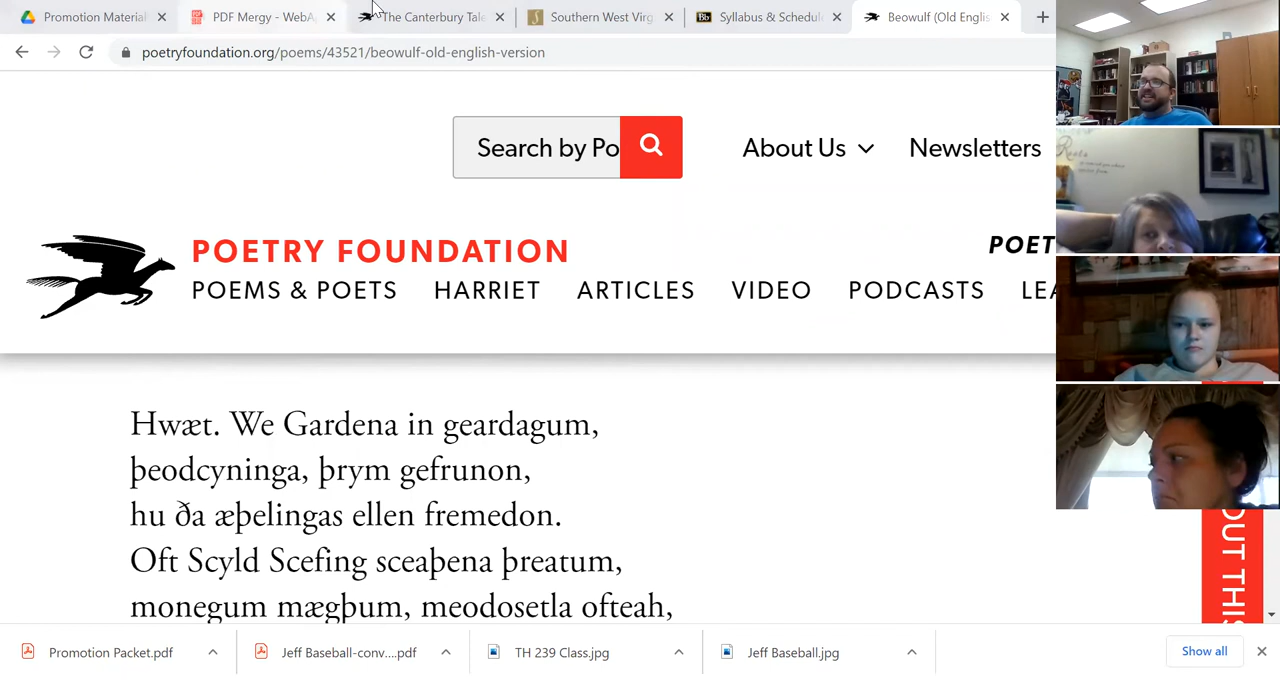 Promotion Material
PDF Mergy - WebA
The Canterbury Tale
Southern West Virg
Syllabus & Schedul
Beowulf (Old Englis
poetryfoundation.org/poems/43521/beowulf-old-english-version
Search by Po
About Us
Newsletters
POETRY FOUNDATION
POET
POEMS & POETS
HARRIET
ARTICLES
VIDEO
PODCASTS
LEA
Hwæt. We Gardena in geardagum,
þeodcyninga, þrym gefrunon,
hu ða æþelingas ellen fremedon.
Oft Scyld Scefing sceaþena þreatum,
monegum mægþum, meodosetla ofteah,
OUT THIS
Promotion Packet.pdf
Jeff Baseball-conv....pdf
TH 239 Class.jpg
Jeff Baseball.jpg
Show all